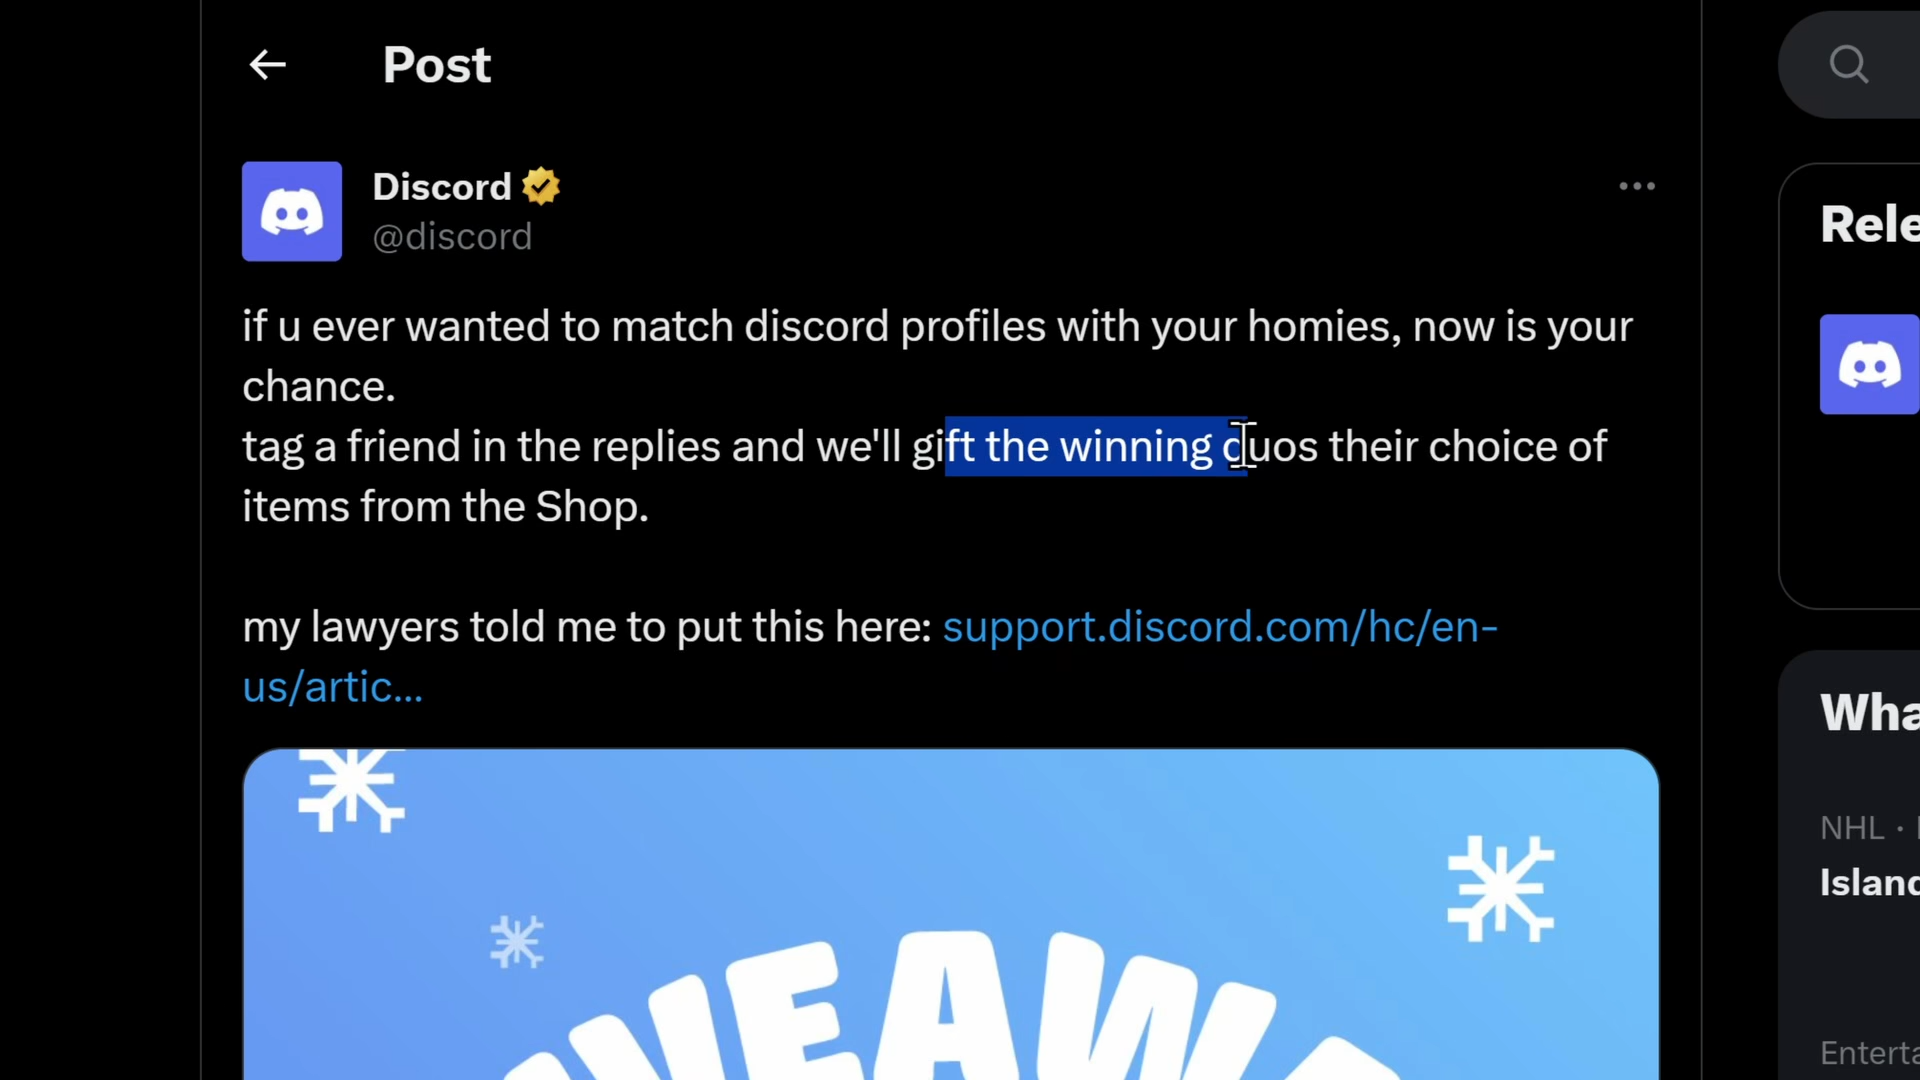 Post
Discord
@discord
if u ever wanted to match discord profiles with your homies, now is your
chance.
tag a friend in the replies and we'll gift the winning duos their choice of
items from the Shop.
my lawyers told me to put this here: support.discord.com/hc/en-
us/artic...
Rele
Wha
NHL ·
Island
Enterta